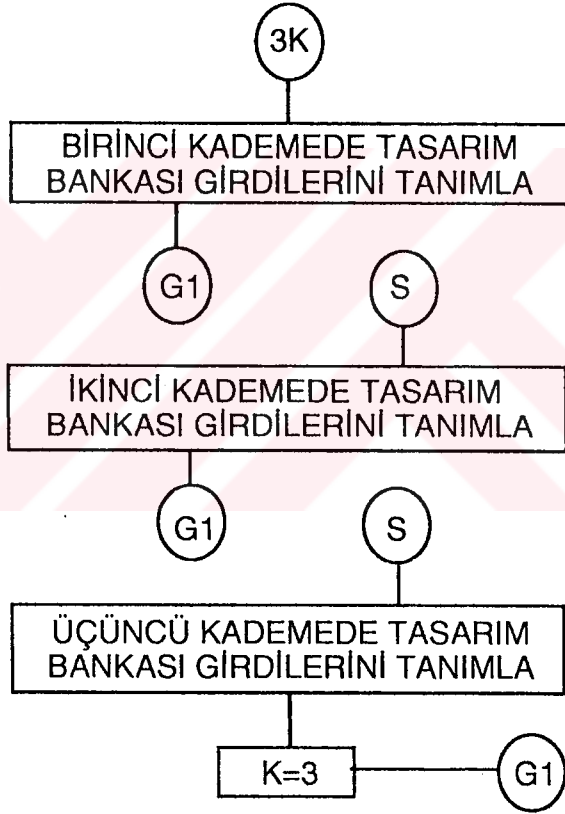 3K
BİRİNCİ KADEMEDE TASARIM
BANKASI GİRDİLERİNİ TANIMLA
G1
S
İKİNCİ KADEMEDE TASARIM
BANKASI GİRDİLERİNİ TANIMLA
G1
S
ÜÇÜNCÜ KADEMEDE TASARIM
BANKASI GİRDİLERİNİ TANIMLA
K=3
G1